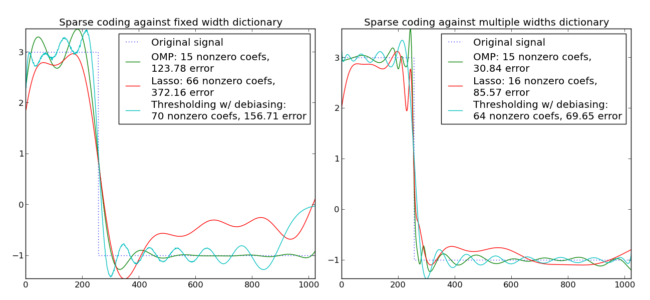 Sparse coding against fixed width dictionary
Original signal
OMP: 15 nonzero coefs,
123.78 error
Lasso: 66 nonzero coefs,
372.16 error
Thresholding w/ debiasing:
70 nonzero coefs, 156.71 error
3
2
1
0
−1
0 200 400 600 800 1000
Sparse coding against multiple widths dictionary
Original signal
OMP: 15 nonzero coefs,
30.84 error
Lasso: 16 nonzero coefs,
85.57 error
Thresholding w/ debiasing:
64 nonzero coefs, 69.65 error
3
2
1
0
−1
0 200 400 600 800 1000